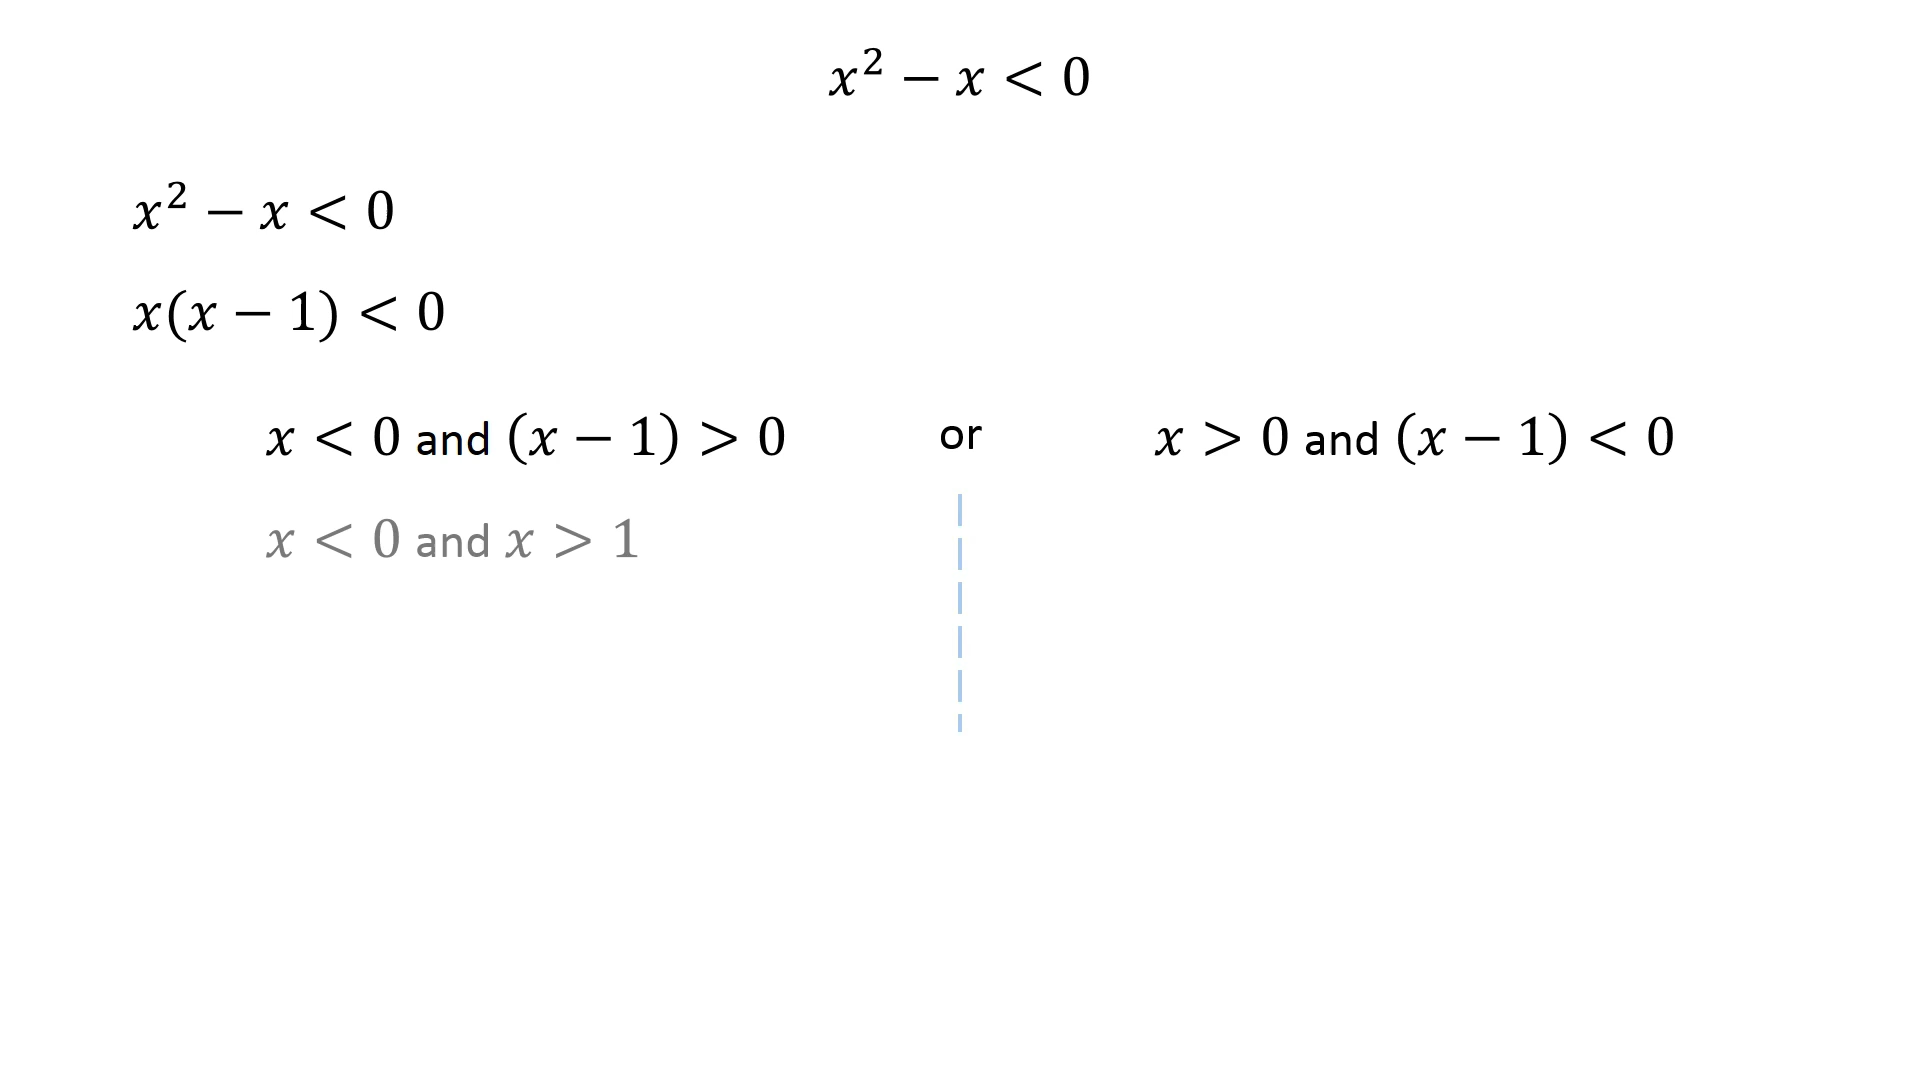 x² − x < 0
x² − x < 0
x(x − 1) < 0
x < 0 and (x − 1) > 0 or x > 0 and (x − 1) < 0
x < 0 and x > 1